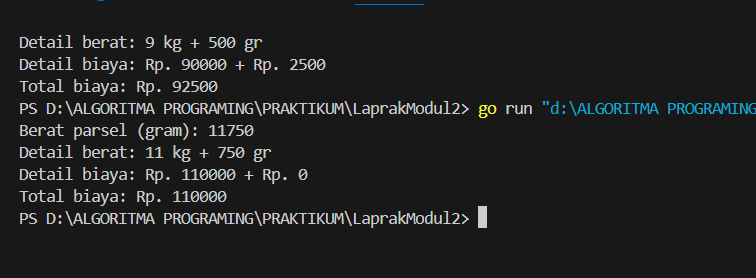 Detail berat: 9 kg + 500 gr
Detail biaya: Rp. 90000 + Rp. 2500
Total biaya: Rp. 92500
PS D:\ALGORITMA PROGRAMING\PRAKTIKUM\LaprakModul2> go run "d:\ALGORITMA PROGRAMING
Berat parsel (gram): 11750
Detail berat: 11 kg + 750 gr
Detail biaya: Rp. 110000 + Rp. 0
Total biaya: Rp. 110000
PS D:\ALGORITMA PROGRAMING\PRAKTIKUM\LaprakModul2>